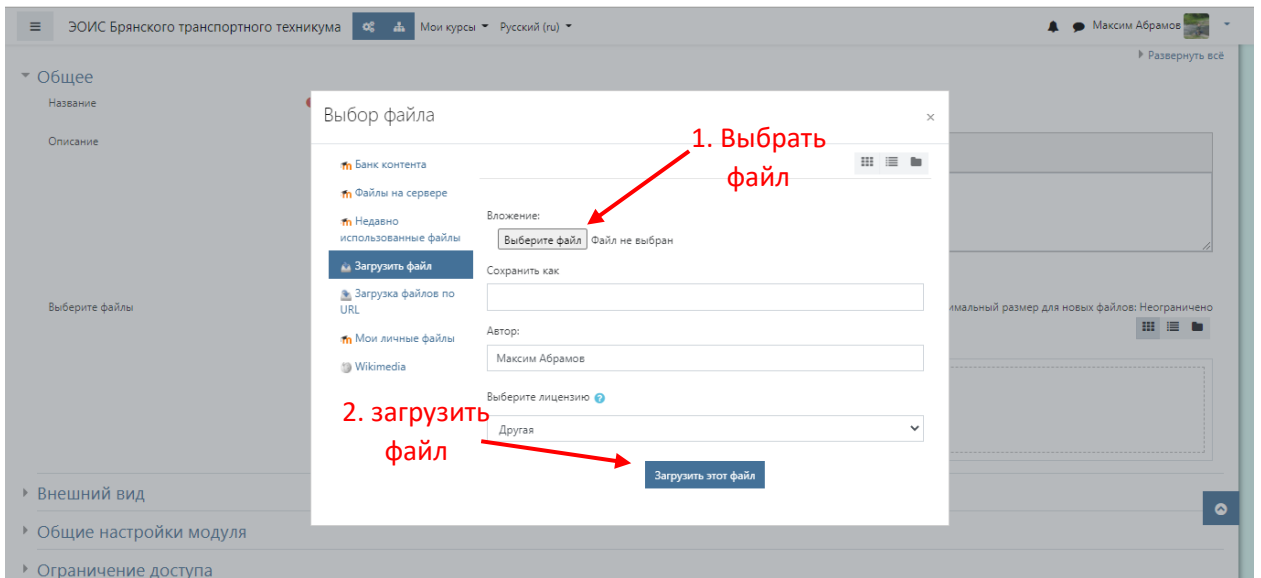 ЭОИС Брянского транспортного техникума Мои курсы Русский (ru) Максим Абрамов
Развернуть всё
Общее
Название
Описание
Выберите файлы
Выбор файла
×
1. Выбрать
файл
Банк контента
Файлы на сервере
Недавно
использованные файлы
Загрузить файл
Загрузка файлов по
URL
Мои личные файлы
Wikimedia
Вложение:
Выберите файл Файл не выбран
Сохранить как
Автор:
Максим Абрамов
Выберите лицензию
Другая
2. загрузить
файл
Загрузить этот файл
размер для новых файлов: Неограничено
Внешний вид
Общие настройки модуля
Ограничение доступа